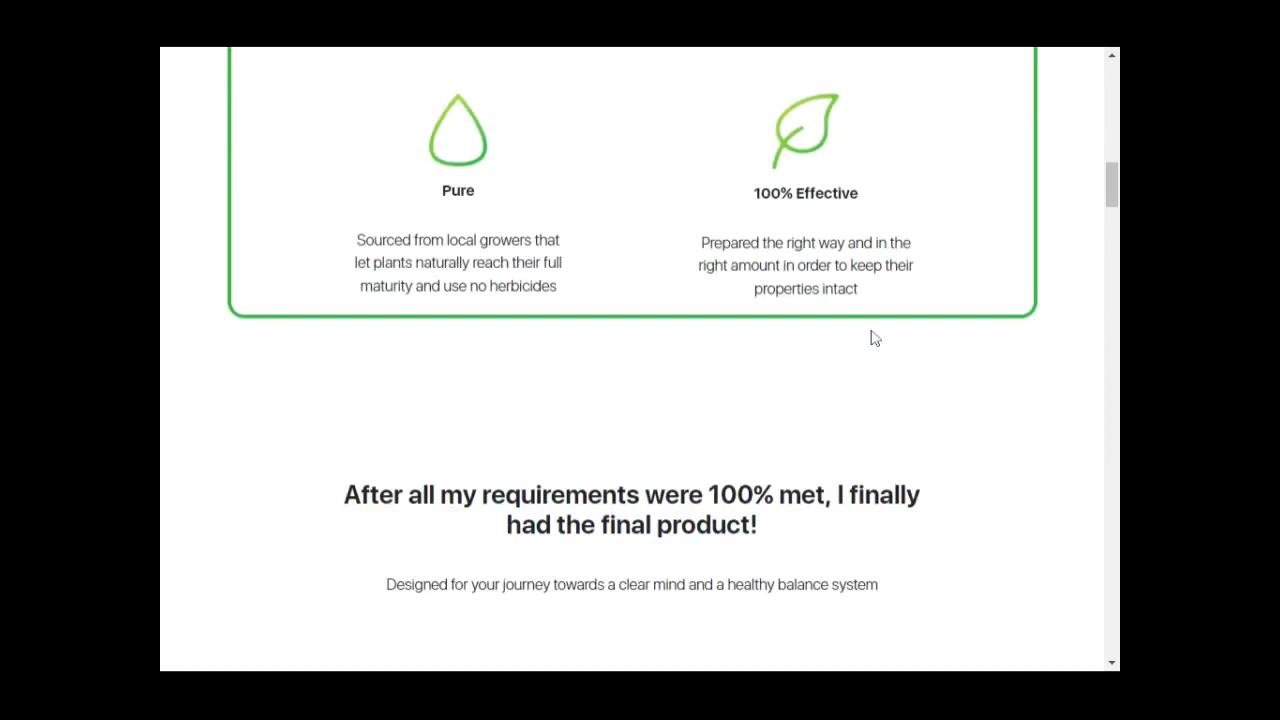 Pure
Sourced from local growers that
let plants naturally reach their full
maturity and use no herbicides
100% Effective
Prepared the right way and in the
right amount in order to keep their
properties intact
After all my requirements were 100% met, I finally
had the final product!
Designed for your journey towards a clear mind and a healthy balance system